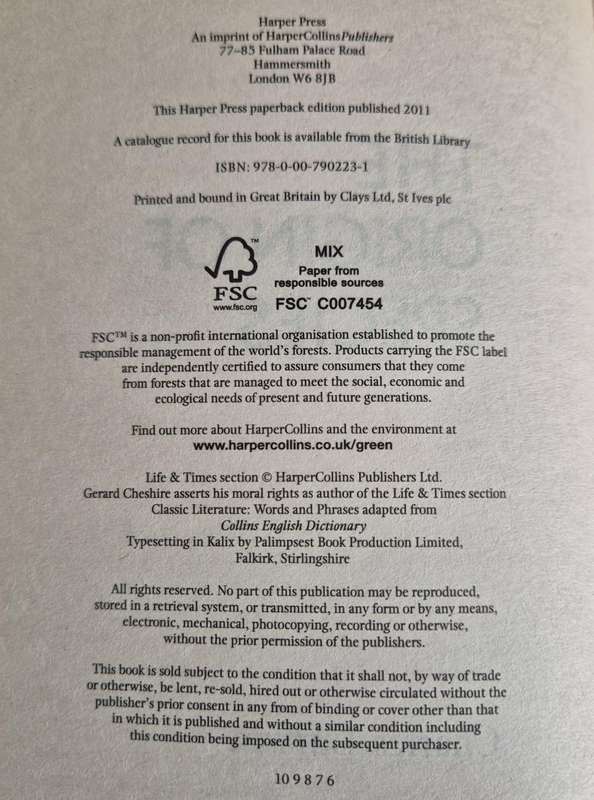 Harper Press
An imprint of HarperCollinsPublishers
77–85 Fulham Palace Road
Hammersmith
London W6 8JB
This Harper Press paperback edition published 2011
A catalogue record for this book is available from the British Library
ISBN: 978-0-00-790223-1
Printed and bound in Great Britain by Clays Ltd, St Ives plc
FSC
www.fsc.org
MIX
Paper from
responsible sources
FSC™ C007454
FSC™ is a non-profit international organisation established to promote the
responsible management of the world's forests. Products carrying the FSC label
are independently certified to assure consumers that they come
from forests that are managed to meet the social, economic and
ecological needs of present and future generations.
Find out more about HarperCollins and the environment at
www.harpercollins.co.uk/green
Life & Times section © HarperCollins Publishers Ltd.
Gerard Cheshire asserts his moral rights as author of the Life & Times section
Classic Literature: Words and Phrases adapted from
Collins English Dictionary
Typesetting in Kalix by Palimpsest Book Production Limited,
Falkirk, Stirlingshire
All rights reserved. No part of this publication may be reproduced,
stored in a retrieval system, or transmitted, in any form or by any means,
electronic, mechanical, photocopying, recording or otherwise,
without the prior permission of the publishers.
This book is sold subject to the condition that it shall not, by way of trade
or otherwise, be lent, re-sold, hired out or otherwise circulated without the
publisher's prior consent in any from of binding or cover other than that
in which it is published and without a similar condition including
this condition being imposed on the subsequent purchaser.
10 9 8 7 6